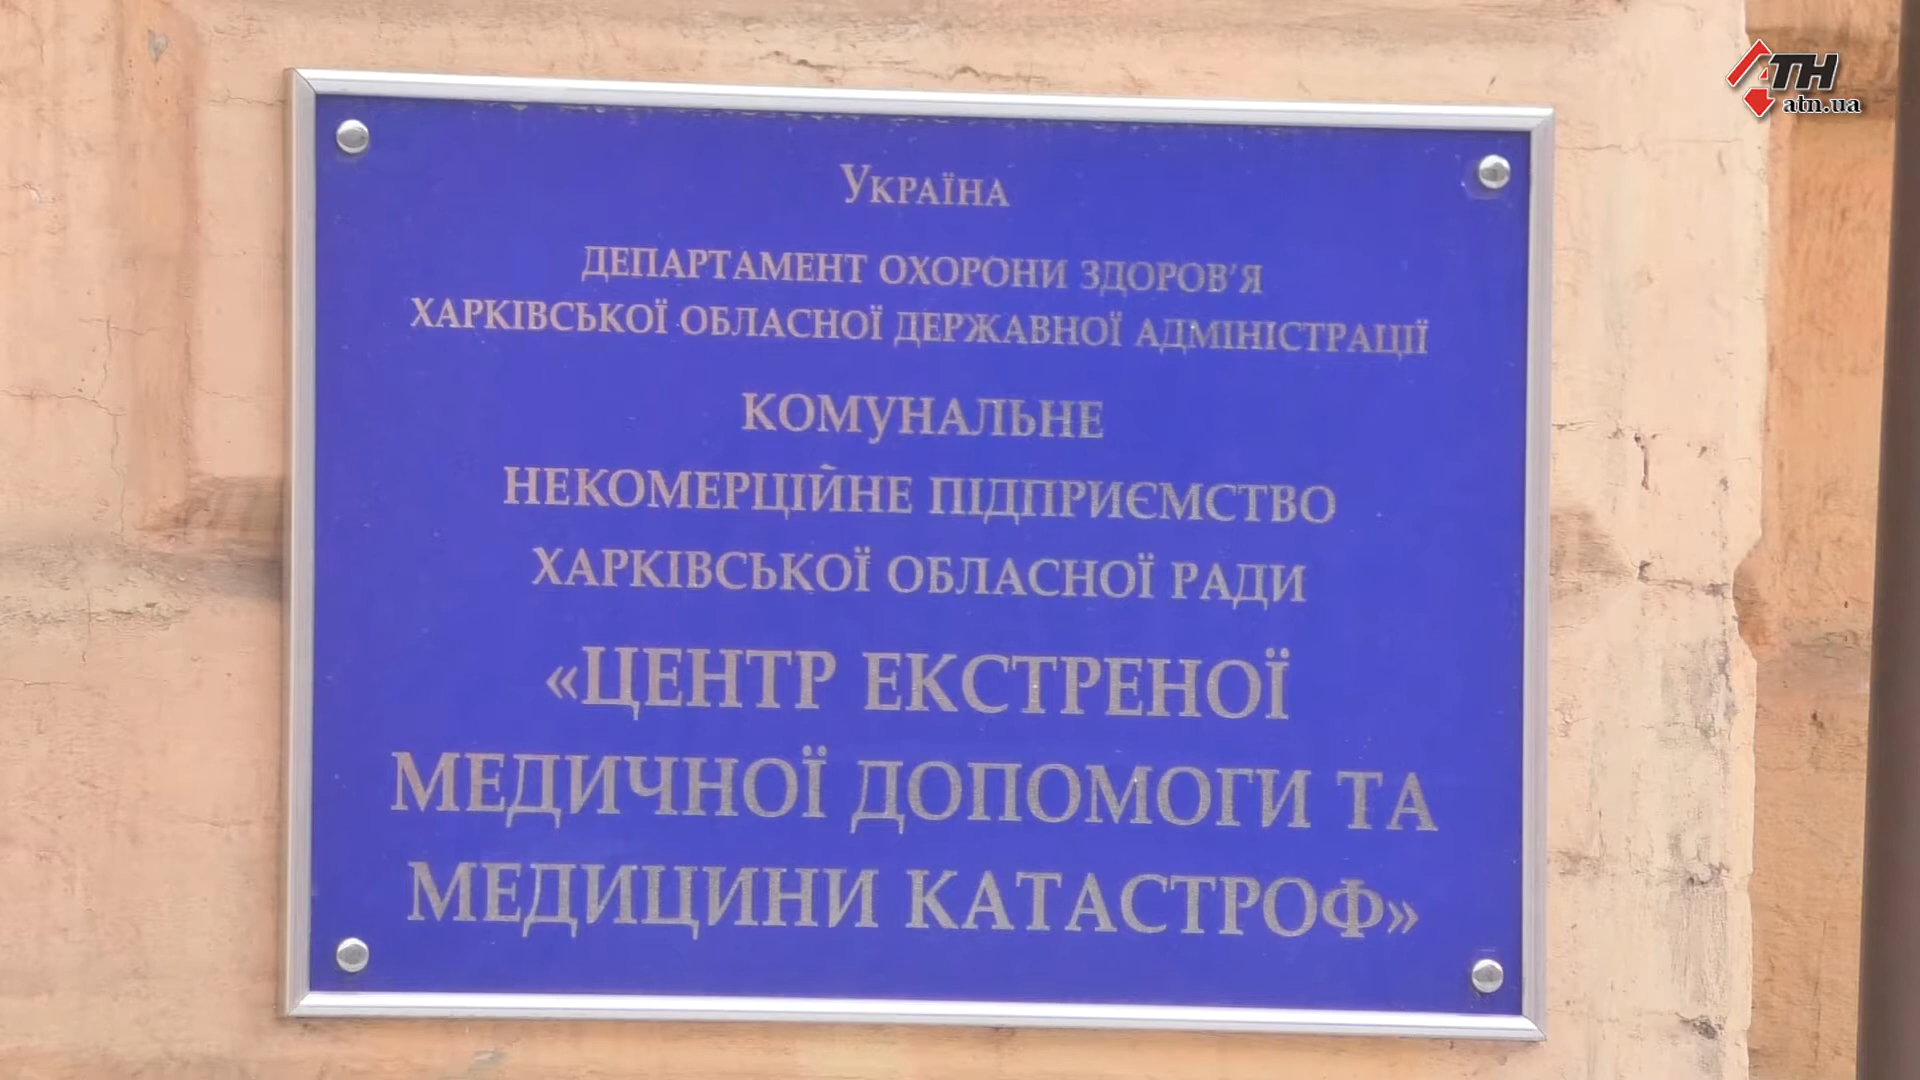 АТН
atn.ua
Україна
ДЕПАРТАМЕНТ ОХОРОНИ ЗДОРОВ’Я
ХАРКІВСЬКОЇ ОБЛАСНОЇ ДЕРЖАВНОЇ АДМІНІСТРАЦІЇ
КОМУНАЛЬНЕ
НЕКОМЕРЦІЙНЕ ПІДПРИЄМСТВО
ХАРКІВСЬКОЇ ОБЛАСНОЇ РАДИ
«ЦЕНТР ЕКСТРЕНОЇ
МЕДИЧНОЇ ДОПОМОГИ ТА
МЕДИЦИНИ КАТАСТРОФ»